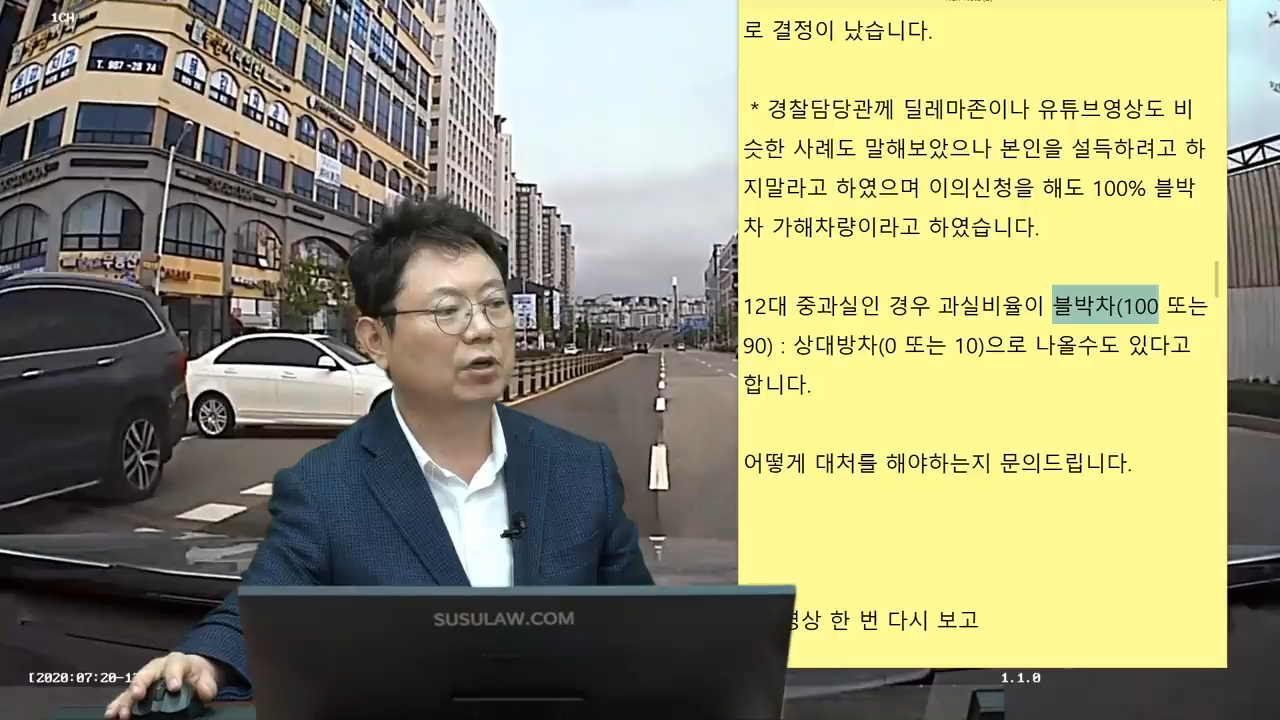 1CH
T. 987-2874
치과
로 결정이 났습니다.
* 경찰담당관께 딜레마존이나 유튜브영상도 비
슷한 사례도 말해보았으나 본인을 설득하려고 하
지말라고 하였으며 이의신청을 해도 100% 블박
차 가해차량이라고 하였습니다.
12대 중과실인 경우 과실비율이 블박차(100 또는
90) : 상대방차(0 또는 10)으로 나올수도 있다고
합니다.
어떻게 대처를 해야하는지 문의드립니다.
영상 한 번 다시 보고
SUSULAW.COM
[2020:07:20-1
1.1.0